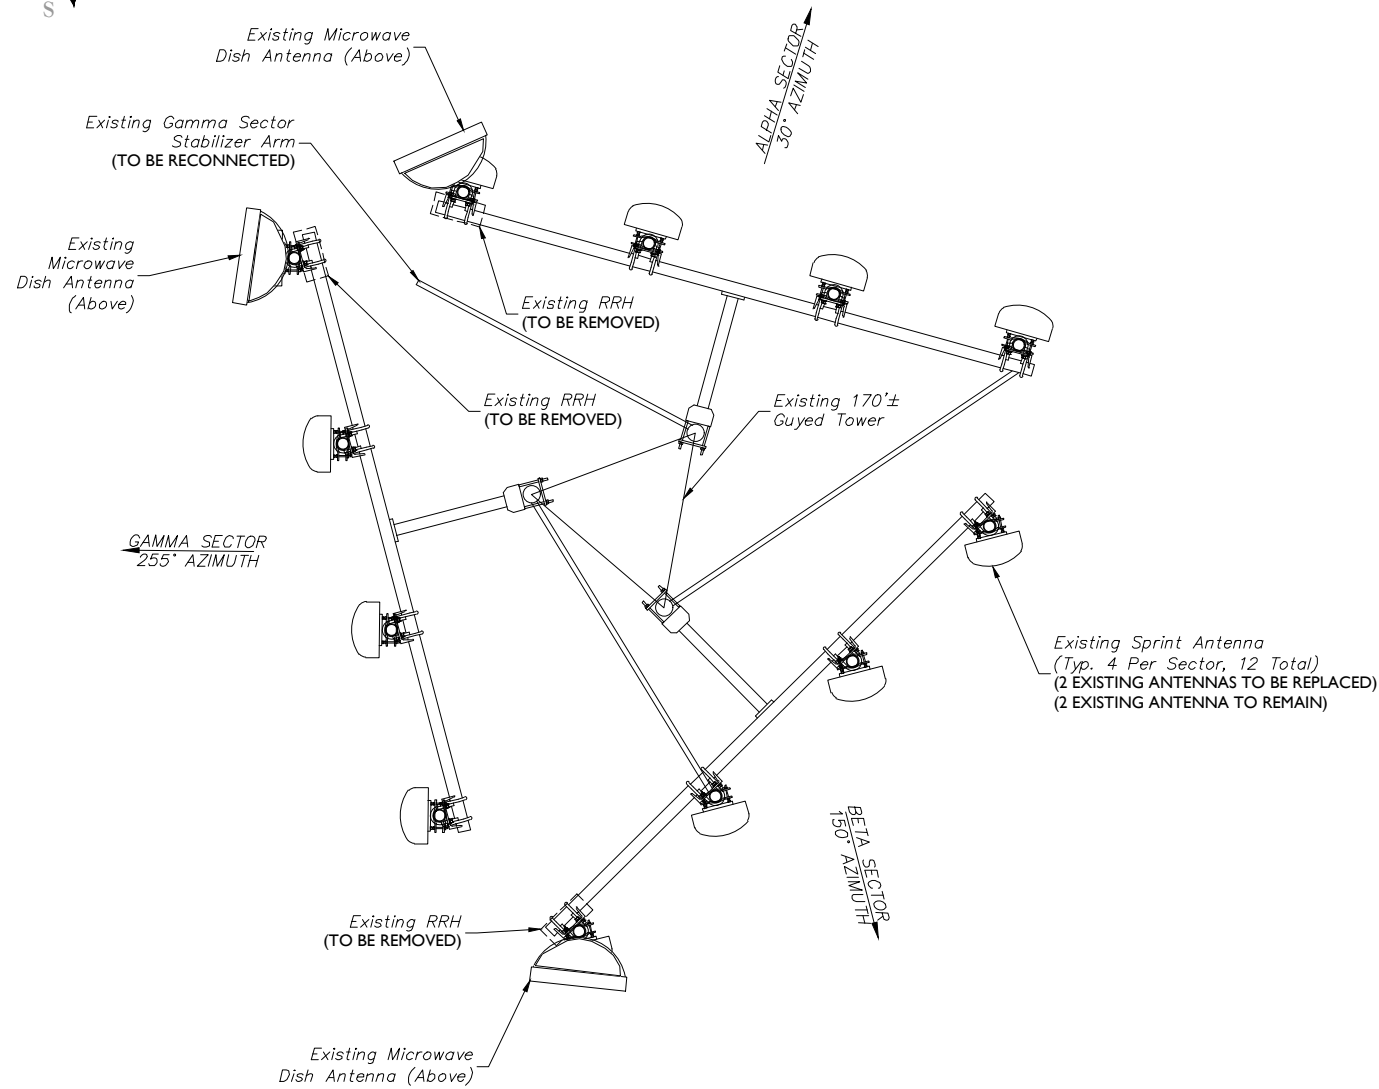 S
Existing Microwave
Dish Antenna (Above)
ALPHA SECTOR
30° AZIMUTH
Existing Gamma Sector
Stabilizer Arm
(TO BE RECONNECTED)
Existing
Microwave
Dish Antenna
(Above)
Existing RRH
(TO BE REMOVED)
Existing RRH
(TO BE REMOVED)
Existing 170'±
Guyed Tower
GAMMA SECTOR
255° AZIMUTH
Existing Sprint Antenna
(Typ. 4 Per Sector, 12 Total)
(2 EXISTING ANTENNAS TO BE REPLACED)
(2 EXISTING ANTENNA TO REMAIN)
BETA SECTOR
150° AZIMUTH
Existing RRH
(TO BE REMOVED)
Existing Microwave
Dish Antenna (Above)